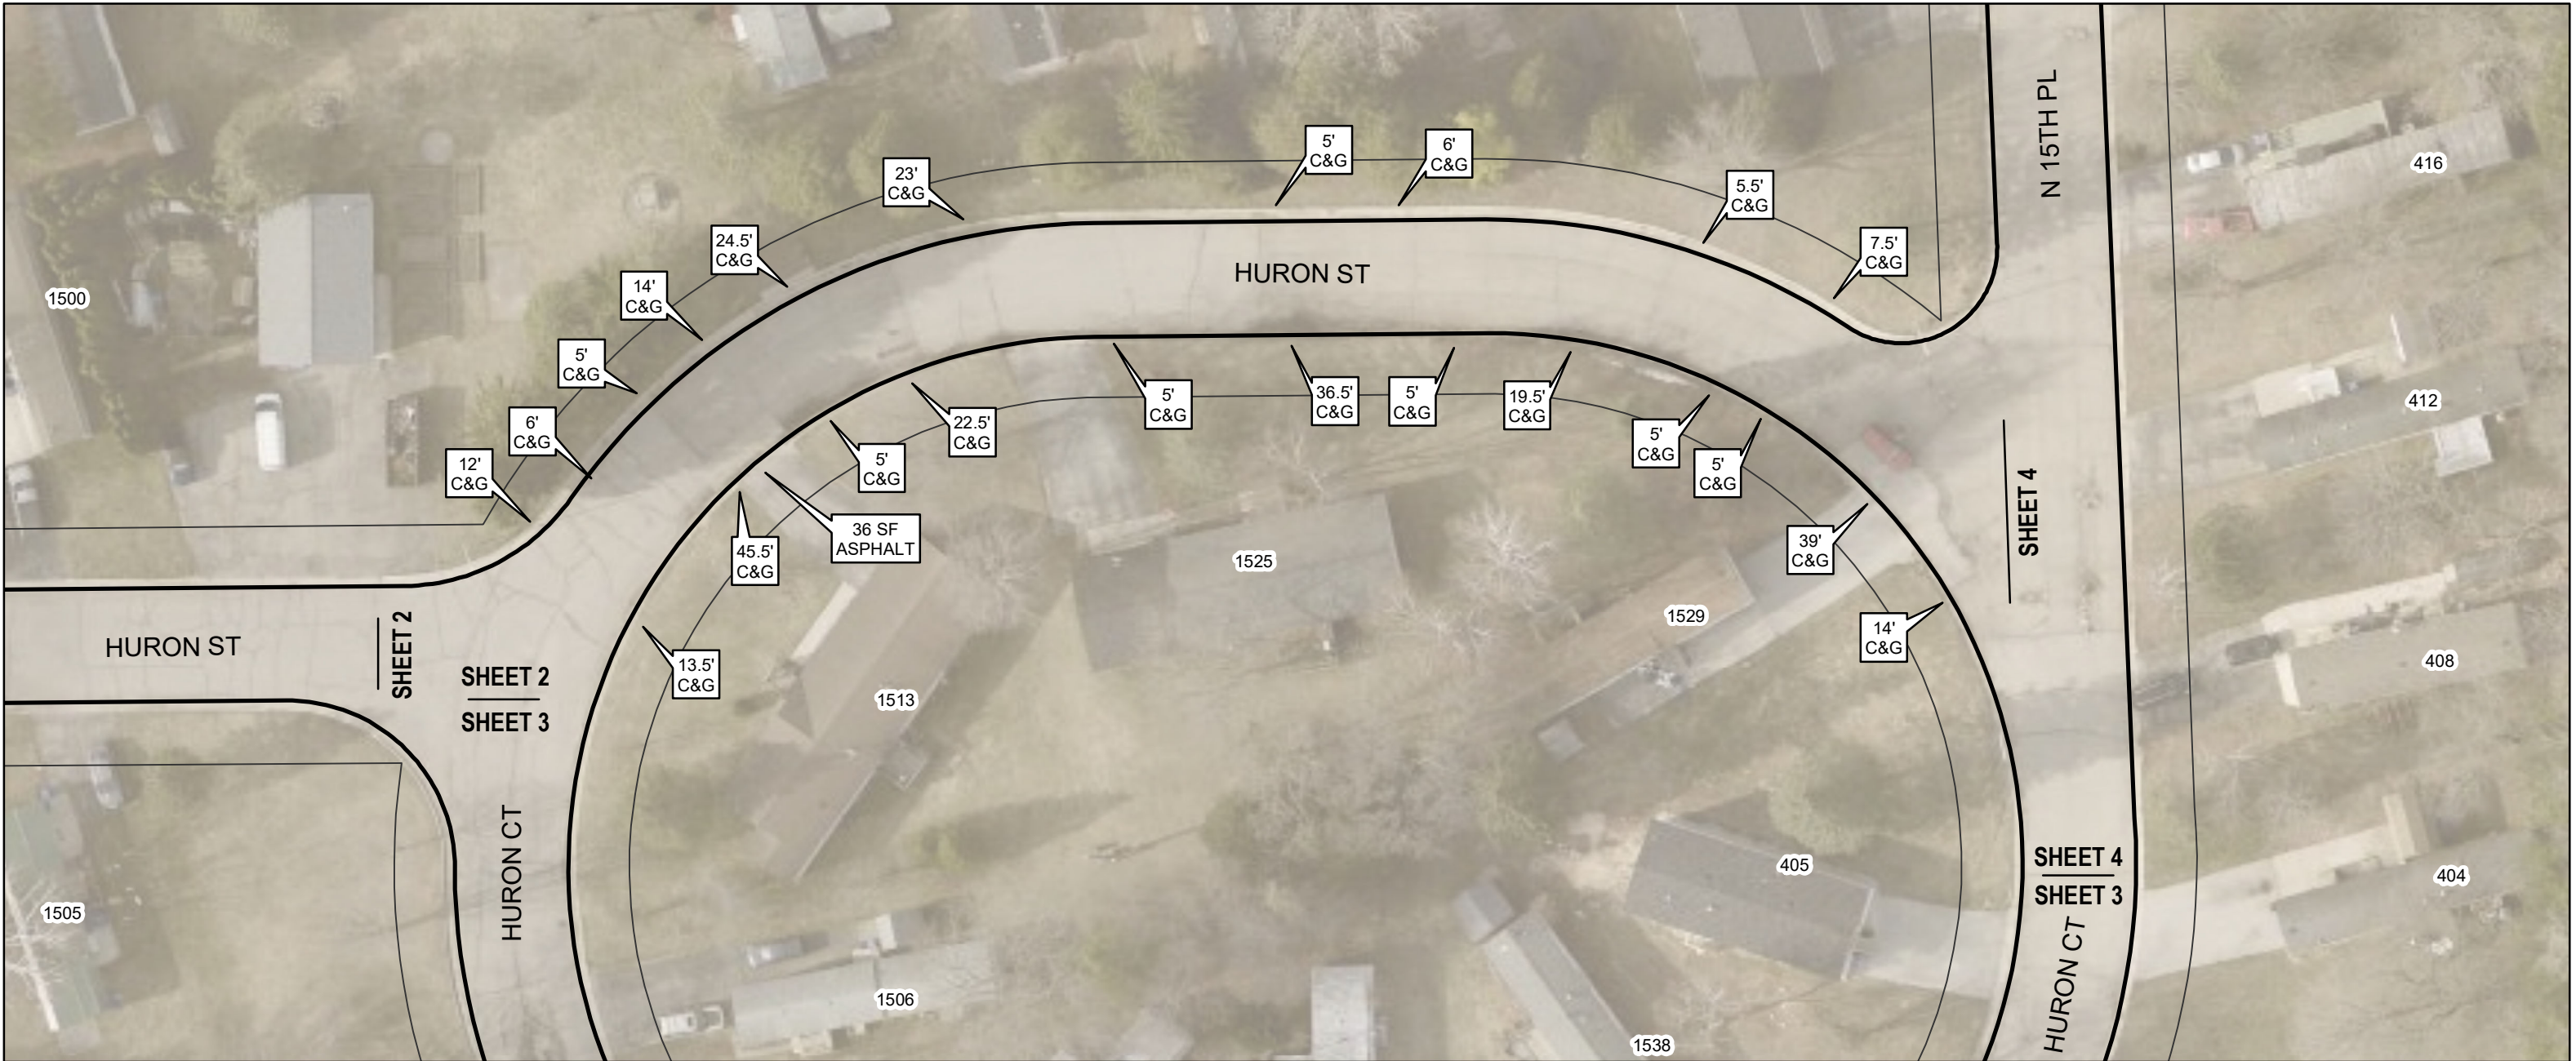 N 15TH PL
5'
C&G
6'
C&G
416
23'
C&G
5.5'
C&G
24.5'
C&G
7.5'
C&G
HURON ST
14'
C&G
1500
5'
C&G
5'
C&G
36.5'
C&G
5'
C&G
19.5'
C&G
412
6'
C&G
22.5'
C&G
5'
C&G
12'
C&G
5'
C&G
5'
C&G
SHEET 4
36 SF
ASPHALT
45.5'
C&G
1525
39'
C&G
1529
14'
C&G
HURON ST
SHEET 2
SHEET 2
SHEET 3
13.5'
C&G
1513
408
HURON CT
405
SHEET 4
SHEET 3
404
1505
HURON CT
1506
1538